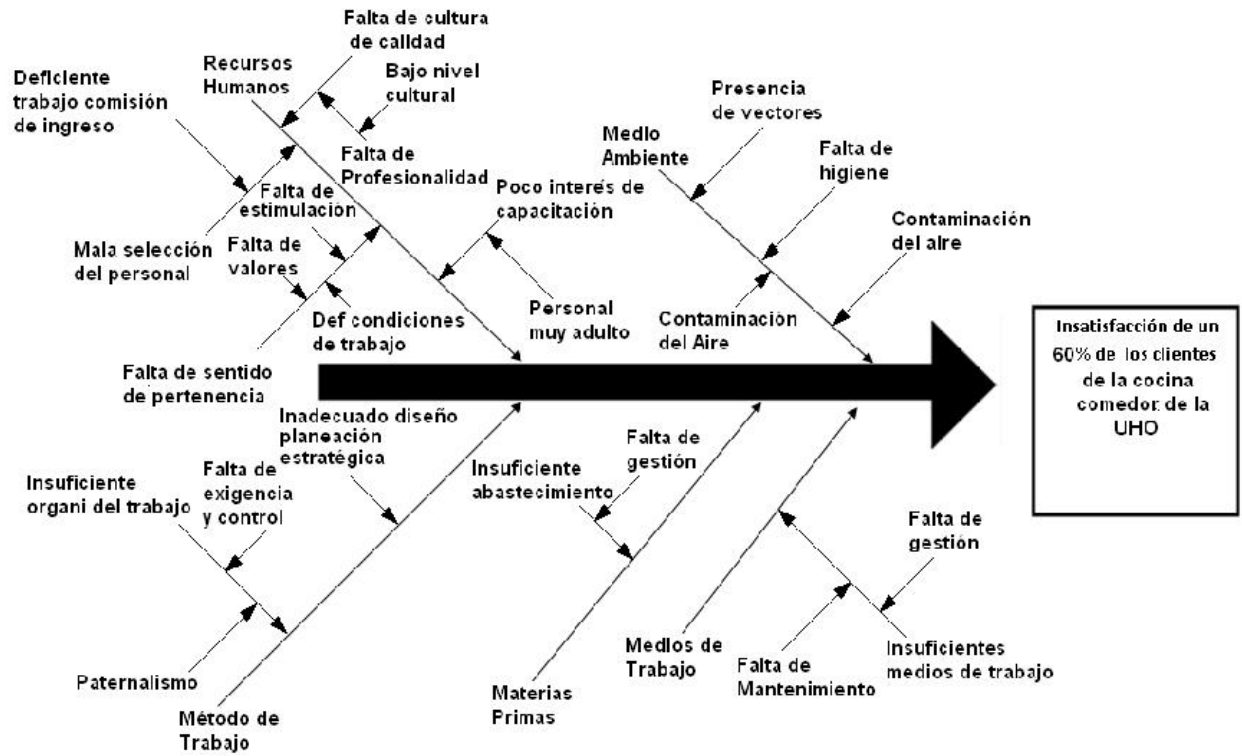 Falta de cultura
de calidad
Recursos
Humanos
Bajo nivel
cultural
Deficiente
trabajo comisión
de ingreso
Falta de
Profesionalidad
Falta de
estimulación
Poco interés de
capacitación
Mala selección
del personal
Falta de
valores
Def condiciones
de trabajo
Personal
muy adulto
Falta de sentido
de pertenencia
Presencia
de vectores
Medio
Ambiente
Falta de
higiene
Contaminación
del aire
Contaminación
del Aire
Insatisfacción de un
60% de los clientes
de la cocina
comedor de la
UHO
Inadecuado diseño
planeación
estratégica
Insuficiente
organi del trabajo
Falta de
exigencia
y control
Paternalismo
Método de
Trabajo
Insuficiente
abastecimiento
Falta de
gestión
Materias
Primas
Medios de
Trabajo
Falta de
gestión
Falta de
Mantenimiento
Insuficientes
medios de trabajo